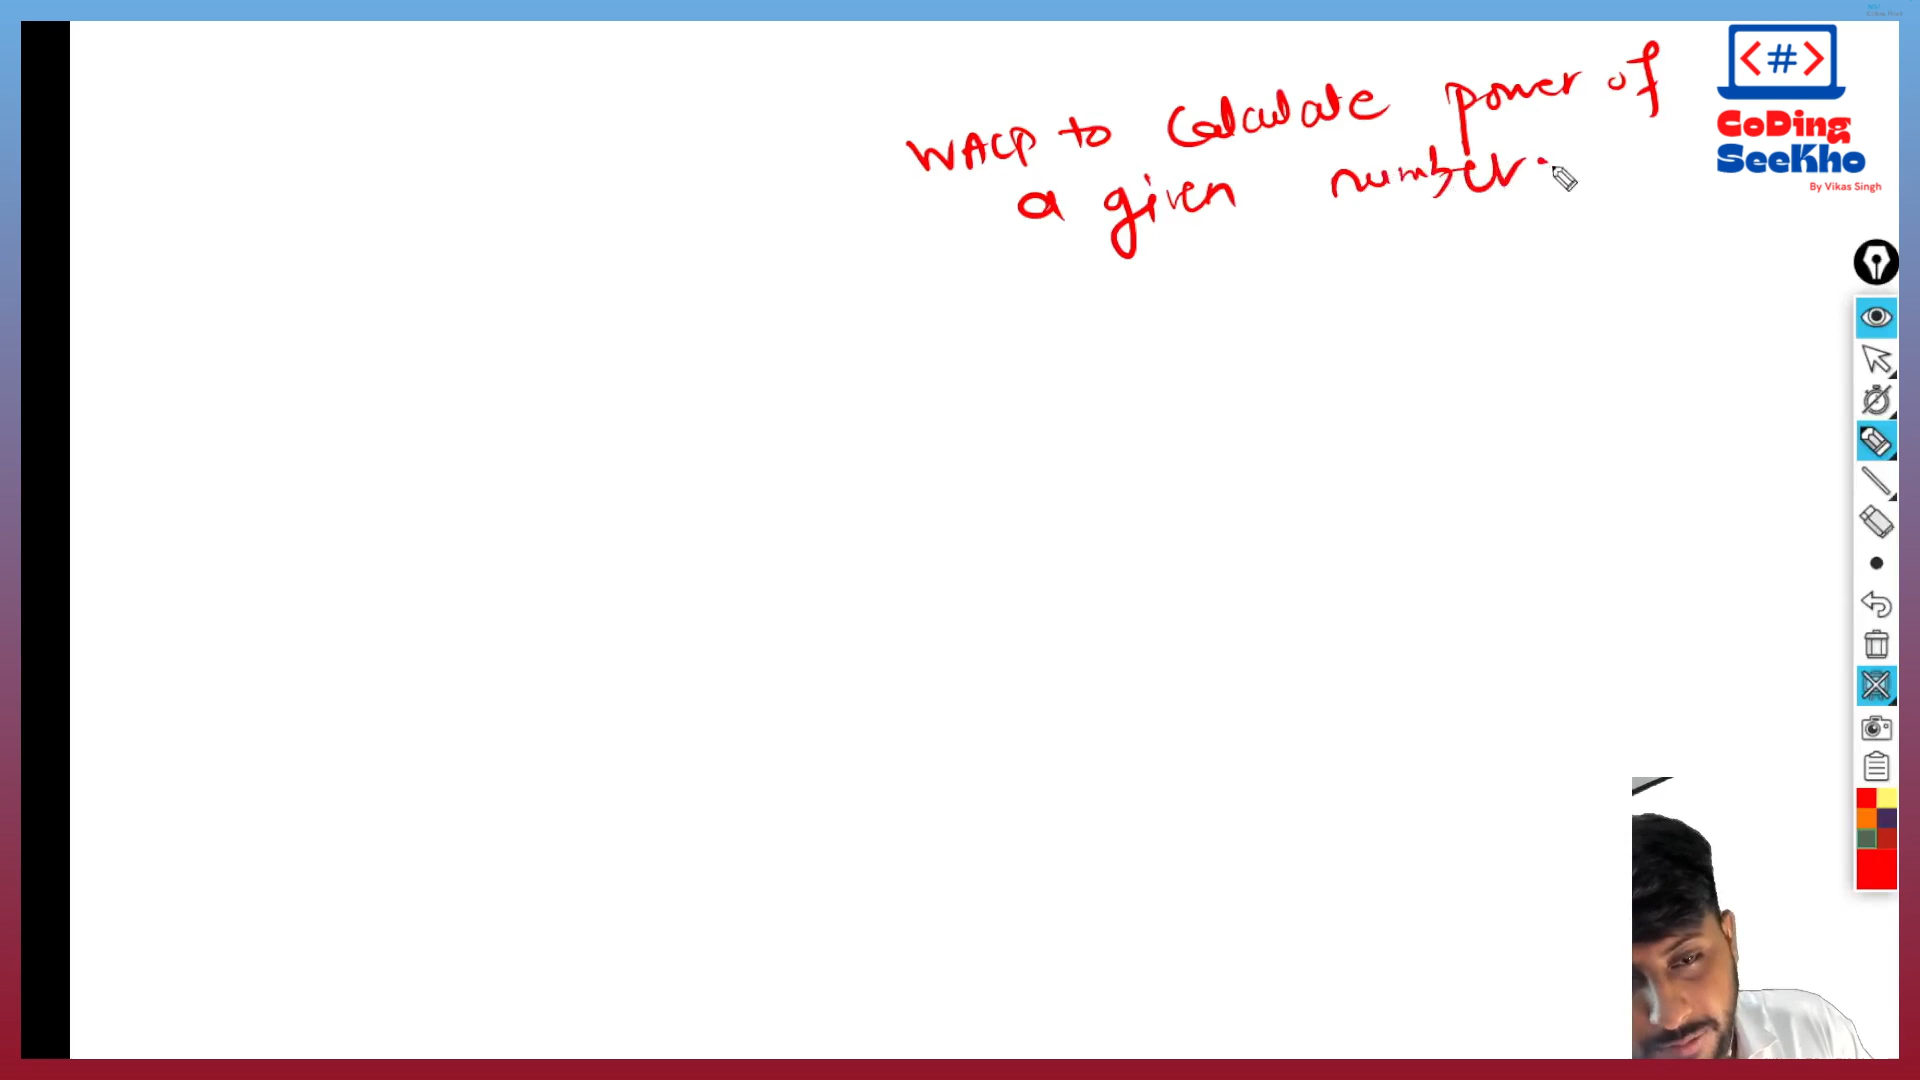 WACP to Calculate power of
a given number.
<#>
CoDing
SeeKho
By Vikas Singh